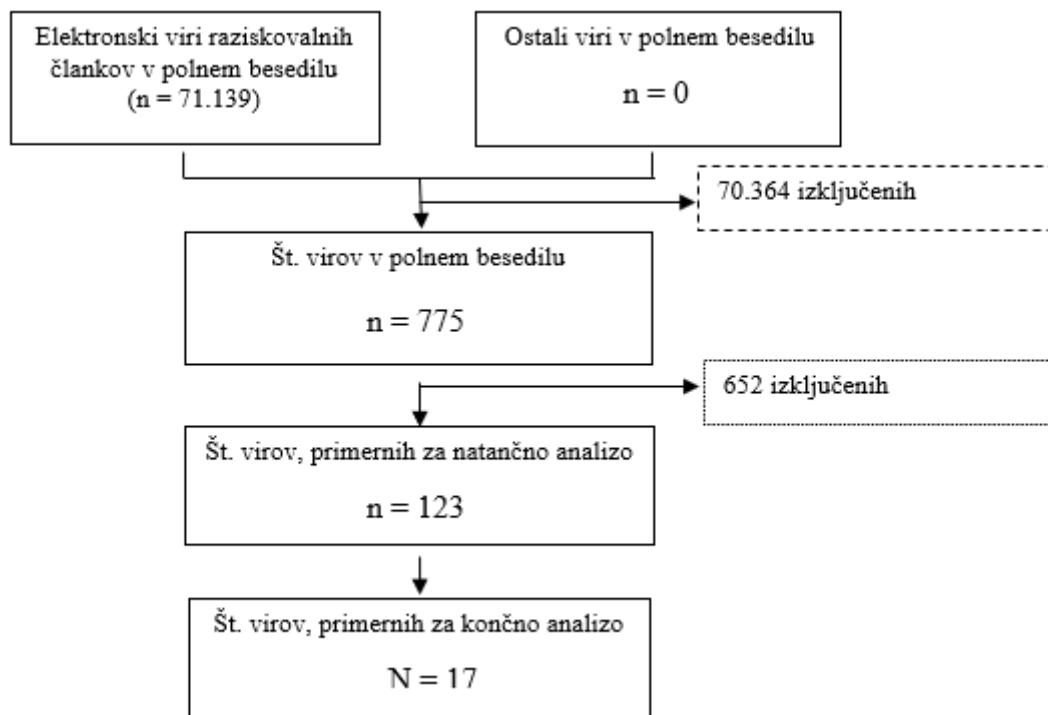 Elektronski viri raziskovalnih
člankov v polnem besedilu
(n = 71.139)
Ostali viri v polnem besedilu
n = 0
70.364 izključenih
Št. virov v polnem besedilu
n = 775
652 izključenih
Št. virov, primernih za natančno analizo
n = 123
Št. virov, primernih za končno analizo
N = 17